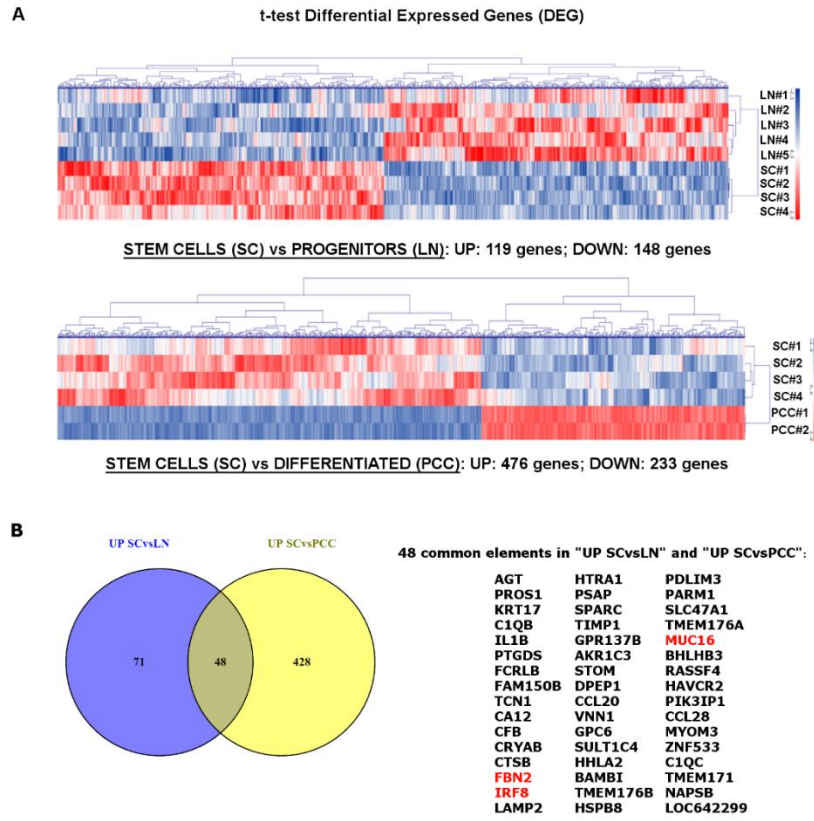 A
t-test Differential Expressed Genes (DEG)
LN#1
LN#2
LN#3
LN#4
LN#5
SC#1
SC#2
SC#3
SC#4
STEM CELLS (SC) vs PROGENITORS (LN): UP: 119 genes; DOWN: 148 genes
SC#1
SC#2
SC#3
SC#4
PCC#1
PCC#2
STEM CELLS (SC) vs DIFFERENTIATED (PCC): UP: 476 genes; DOWN: 233 genes
B
UP SCvsLN UP SCvsPCC
71 48 428
48 common elements in "UP SCvsLN" and "UP SCvsPCC":
AGT HTRA1 PDLIM3
PROS1 PSAP PARM1
KRT17 SPARC SLC47A1
C1QB TIMP1 TMEM176A
IL1B GPR137B MUC16
PTGDS AKR1C3 BHLHB3
FCRLB STOM RASSF4
FAM150B DPEP1 HAVCR2
TCN1 CCL20 PIK3IP1
CA12 VNN1 CCL28
CFB GPC6 MYOM3
CRYAB SULT1C4 ZNF533
CTSB HHLA2 C1QC
FBN2 BAMBI TMEM171
IRF8 TMEM176B NAPSB
LAMP2 HSPB8 LOC642299